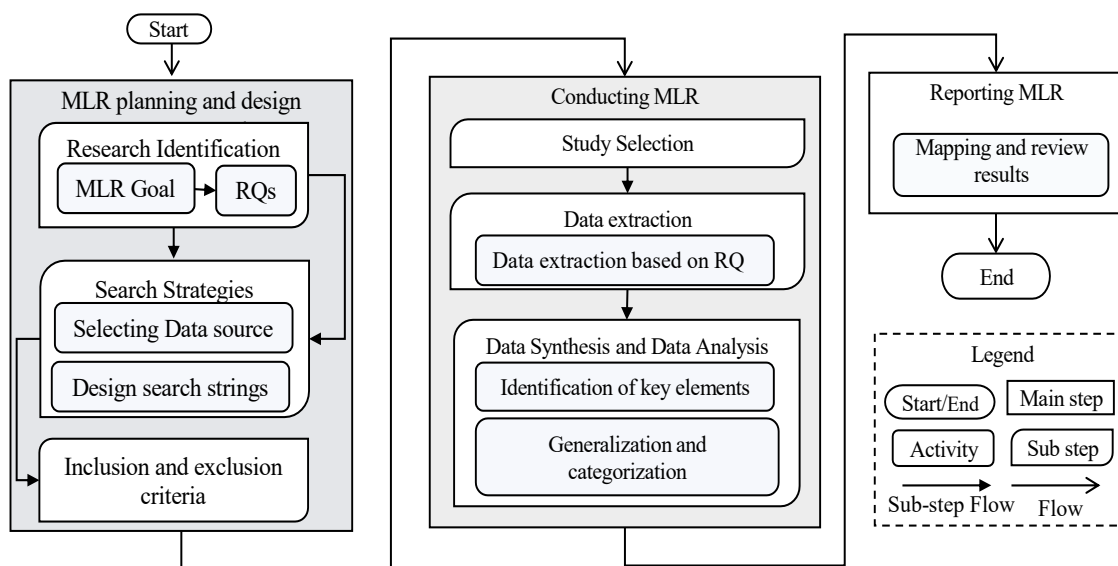 Start
MLR planning and design
Research Identification
MLR Goal
RQs
Search Strategies
Selecting Data source
Design search strings
Inclusion and exclusion
criteria
Conducting MLR
Study Selection
Data extraction
Data extraction based on RQ
Data Synthesis and Data Analysis
Identification of key elements
Generalization and
categorization
Reporting MLR
Mapping and review
results
End
Legend
Start/End
Main step
Activity
Sub step
Sub-step Flow
Flow